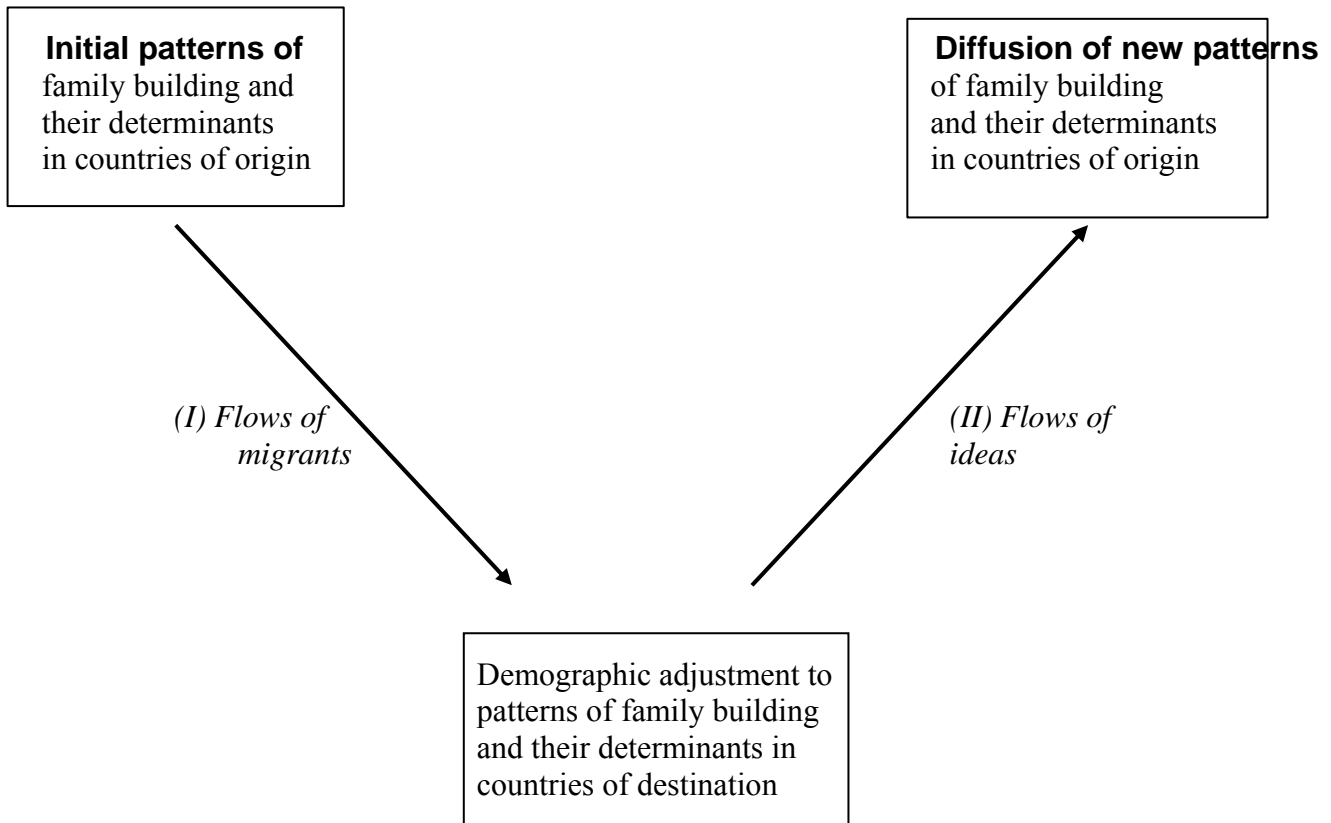 Initial patterns of
family building and
their determinants
in countries of origin
Diffusion of new patterns
of family building
and their determinants
in countries of origin
(I) Flows of
migrants
(II) Flows of
ideas
Demographic adjustment to
patterns of family building
and their determinants in
countries of destination